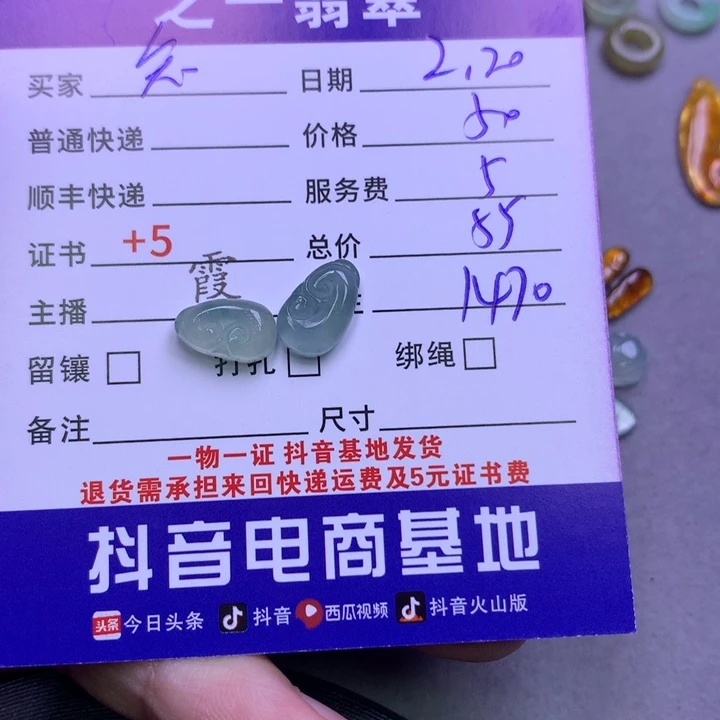 之一翡翠
买家 日期 2.20
普通快递 价格 50
顺丰快递 服务费 5
证书 +5 总价 55
主播 霞 1470
留镶 打孔 绑绳
备注 尺寸
一物一证 抖音基地发货
退货需承担来回快递运费及5元证书费
抖音电商基地
头条 今日头条 抖音 西瓜视频 抖音火山版